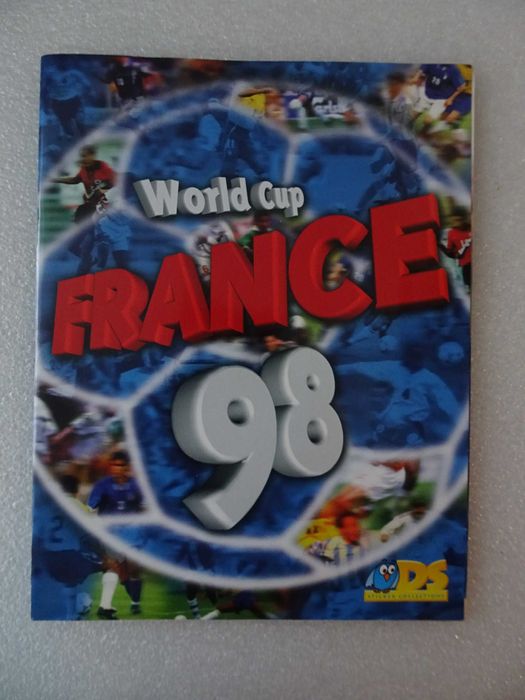 World Cup
FRANCE
98
DS
STICKER COLLECTIONS